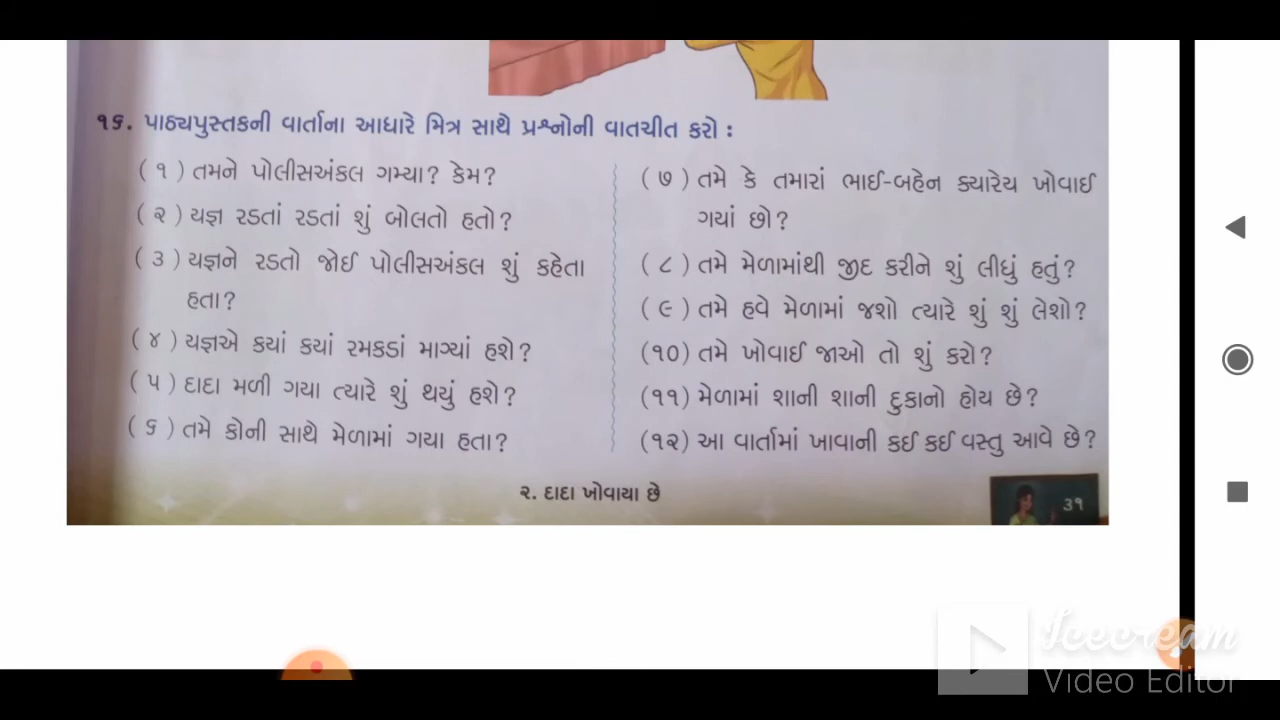 ૧૬. પાઠ્યપુસ્તકની વાર્તાના આધારે મિત્ર સાથે પ્રશ્નોની વાતચીત કરો :
(૧) તમને પોલીસઅંકલ ગમ્યા? કેમ?
(૨) યજ્ઞ રડતાં રડતાં શું બોલતો હતો?
(૩) યજ્ઞને રડતો જોઈ પોલીસઅંકલ શું કહેતા
હતા?
(૪) યજ્ઞએ કયાં કયાં રમકડાં માગ્યાં હશે?
(૫) દાદા મળી ગયા ત્યારે શું થયું હશે?
(૬) તમે કોની સાથે મેળામાં ગયા હતા?
(૭) તમે કે તમારાં ભાઈ-બહેન ક્યારેય ખોવાઈ
ગયાં છો?
(૮) તમે મેળામાંથી જીદ કરીને શું લીધું હતું?
(૯) તમે હવે મેળામાં જશો ત્યારે શું શું લેશો?
(૧૦) તમે ખોવાઈ જાઓ તો શું કરો?
(૧૧) મેળામાં શાની શાની દુકાનો હોય છે?
(૧૨) આ વાર્તામાં ખાવાની કઈ કઈ વસ્તુ આવે છે?
૨. દાદા ખોવાયા છે
૩૧
Icecream
Video Editor